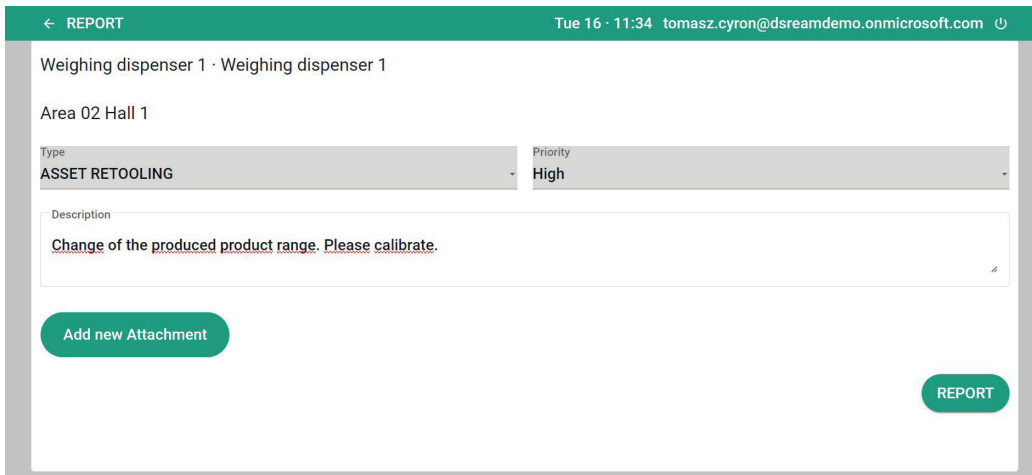 ← REPORT
Tue 16 · 11:34 tomasz.cyron@dsreamdemo.onmicrosoft.com
Weighing dispenser 1 · Weighing dispenser 1
Area 02 Hall 1
Type
ASSET RETOOLING
Priority
High
Description
Change of the produced product range. Please calibrate.
Add new Attachment
REPORT